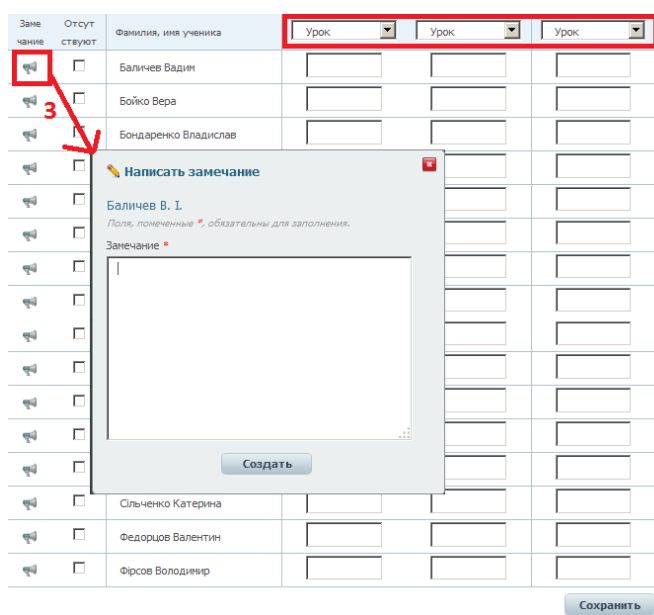 Заме
чание
Отсут
ствуют
Фамилия, имя ученика
Урок
Урок
Урок
Баличев Вадим
3
Бойко Вера
Бондаренко Владислав
Написать замечание
Баличев В. І.
Поля, помеченные *, обязательны для заполнения.
Замечание *
Создать
Сільченко Катерина
Федорцов Валентин
Фірсов Володимир
Сохранить